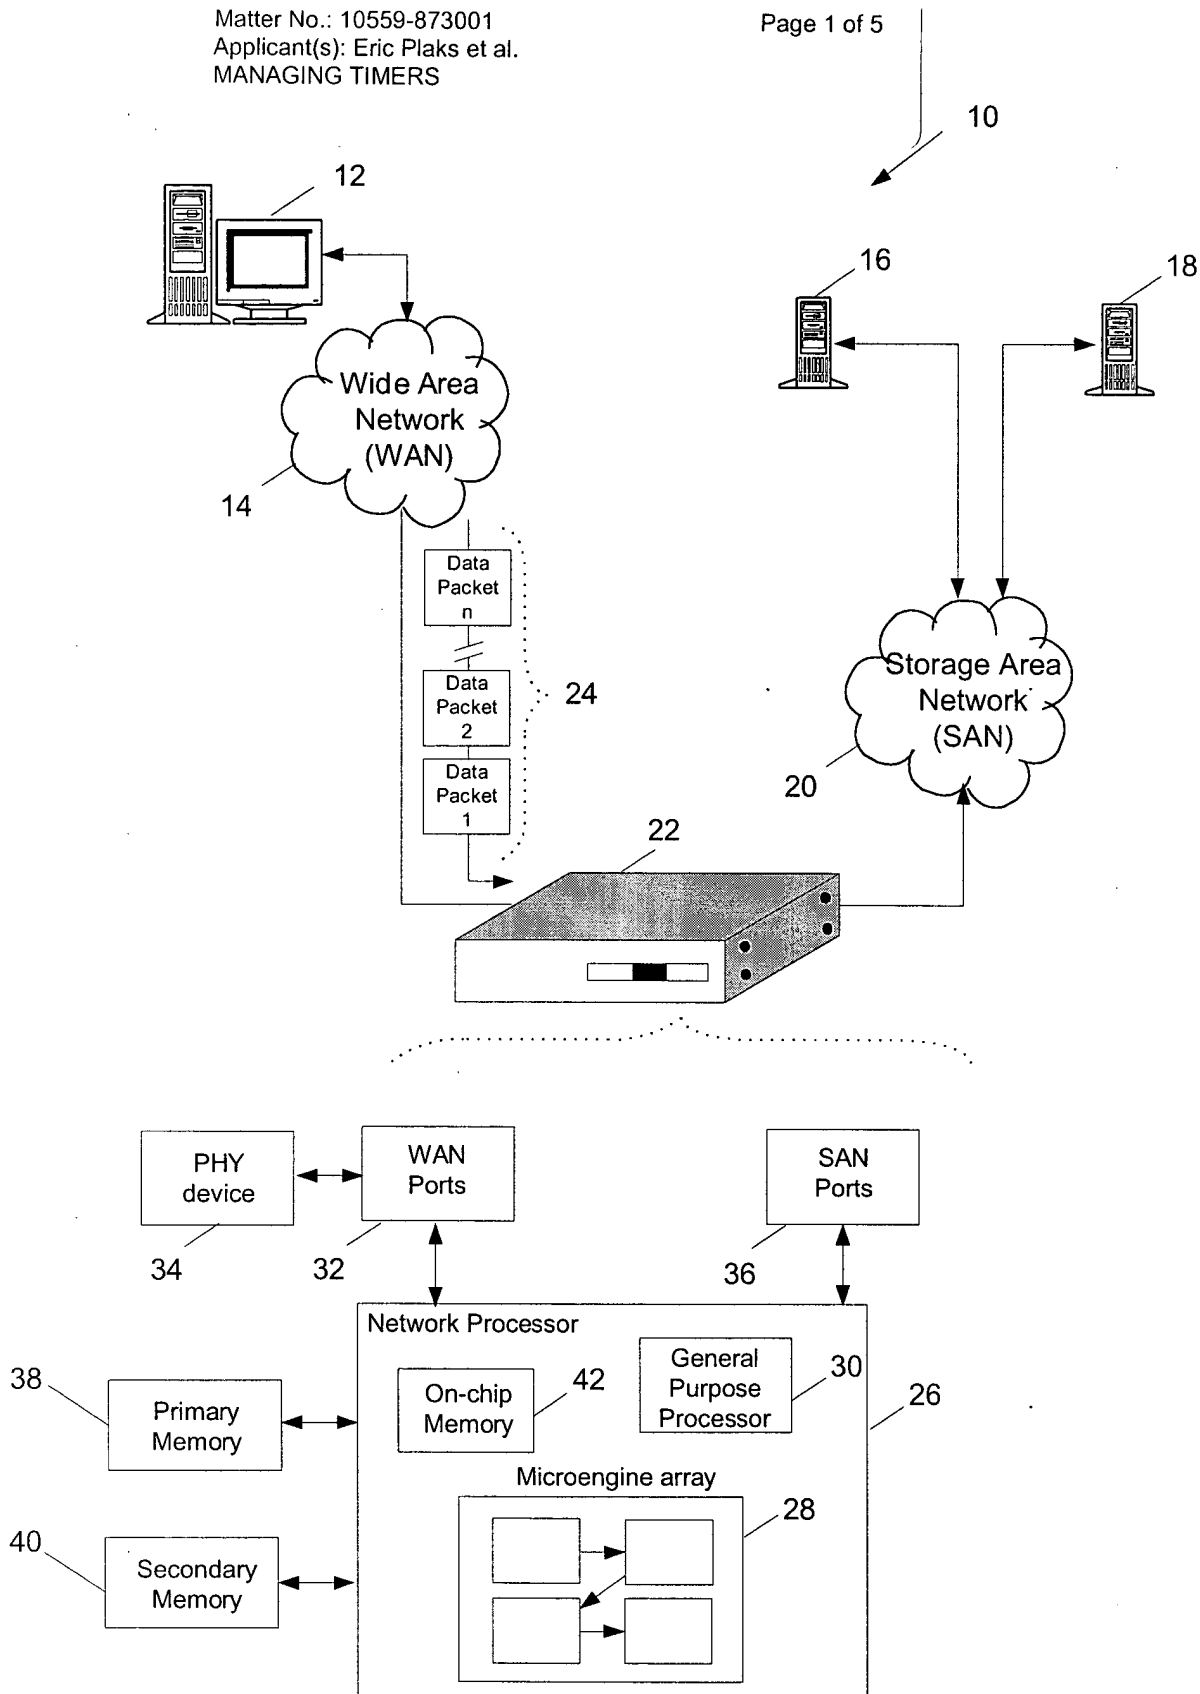 Matter No.: 10559-873001
Page 1 of 5
Applicant(s): Eric Plaks et al.
MANAGING TIMERS
10
12
16
18
Wide Area
Network
(WAN)
14
Data
Packet
n
Data
Packet
2
Data
Packet
1
24
Storage Area
Network
(SAN)
20
22
PHY
device
34
WAN
Ports
32
SAN
Ports
36
Network Processor
38
Primary
Memory
On-chip
Memory
42
General
Purpose
Processor
30
26
Microengine array
28
40
Secondary
Memory